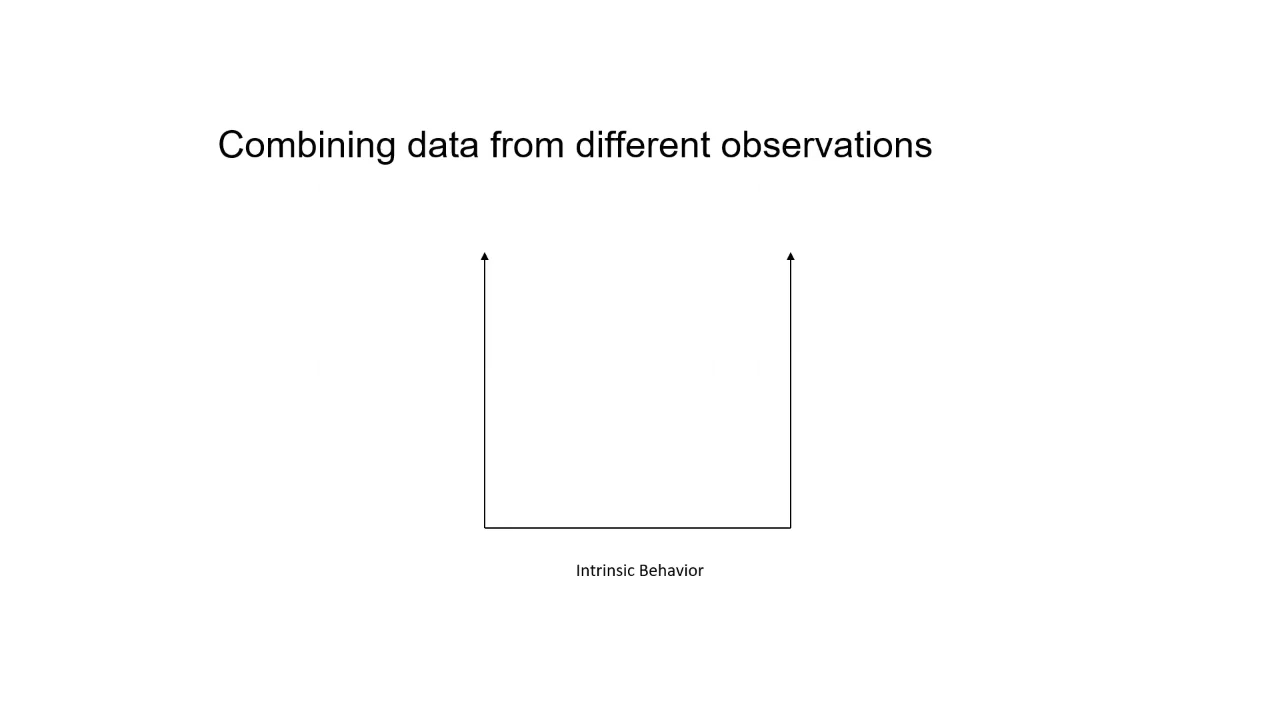 Combining data from different observations
Intrinsic Behavior